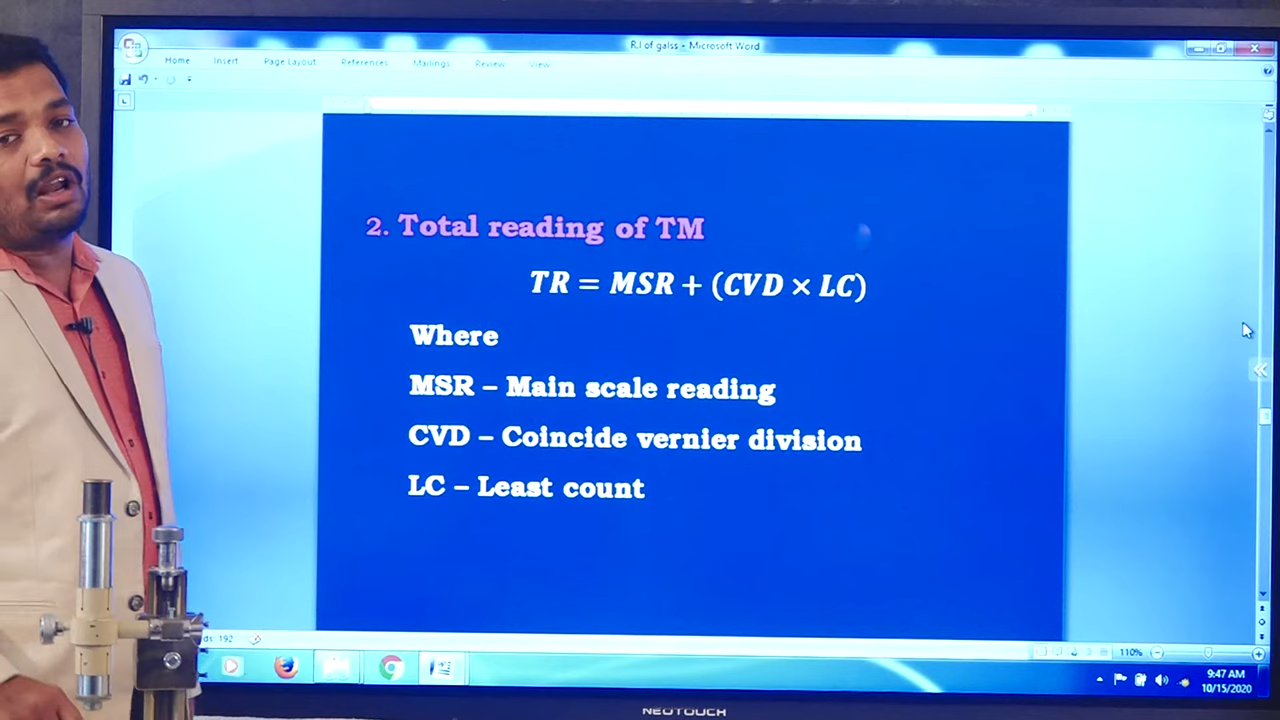 R.I of galss - Microsoft Word
Home Insert Page Layout References Mailings Review View
2. Total reading of TM
TR = MSR + (CVD × LC)
Where
MSR – Main scale reading
CVD – Coincide vernier division
LC – Least count
ds: 192
110%
9:47 AM
10/15/2020
NEOTOUCH